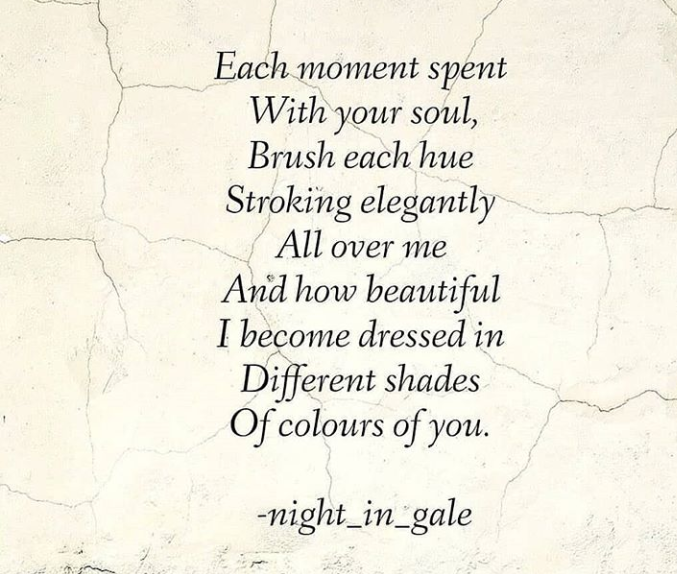 Each moment spent
With your soul,
Brush each hue
Stroking elegantly
All over me
And how beautiful
I become dressed in
Different shades
Of colours of you.
-night_in_gale